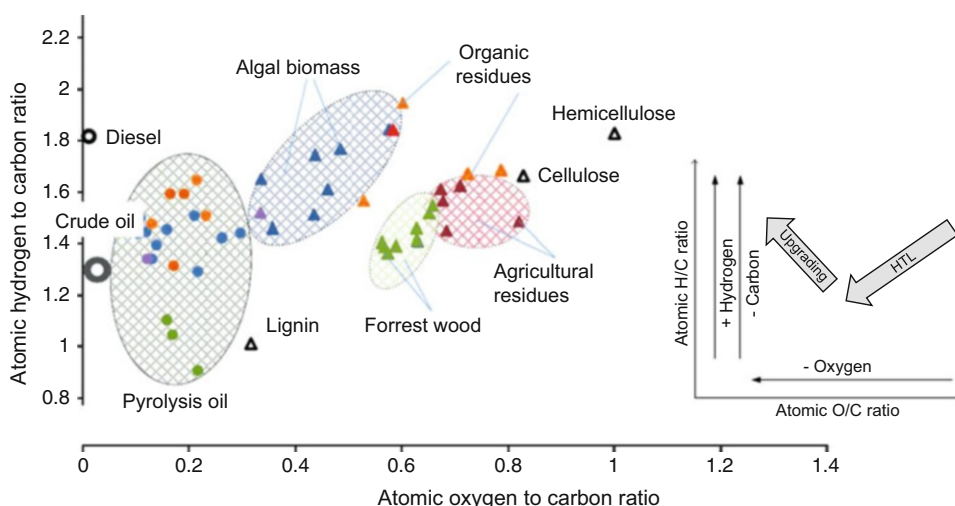 Atomic hydrogen to carbon ratio
2.2
2
1.8
1.6
1.4
1.2
1
0.8
Diesel
Crude oil
Algal biomass
Organic
residues
Hemicellulose
Cellulose
Agricultural
residues
Forrest wood
Lignin
Pyrolysis oil
0
0.2
0.4
0.6
0.8
1
1.2
1.4
Atomic oxygen to carbon ratio
Atomic H/C ratio
+ Hydrogen
- Carbon
Upgrading
HTL
- Oxygen
Atomic O/C ratio